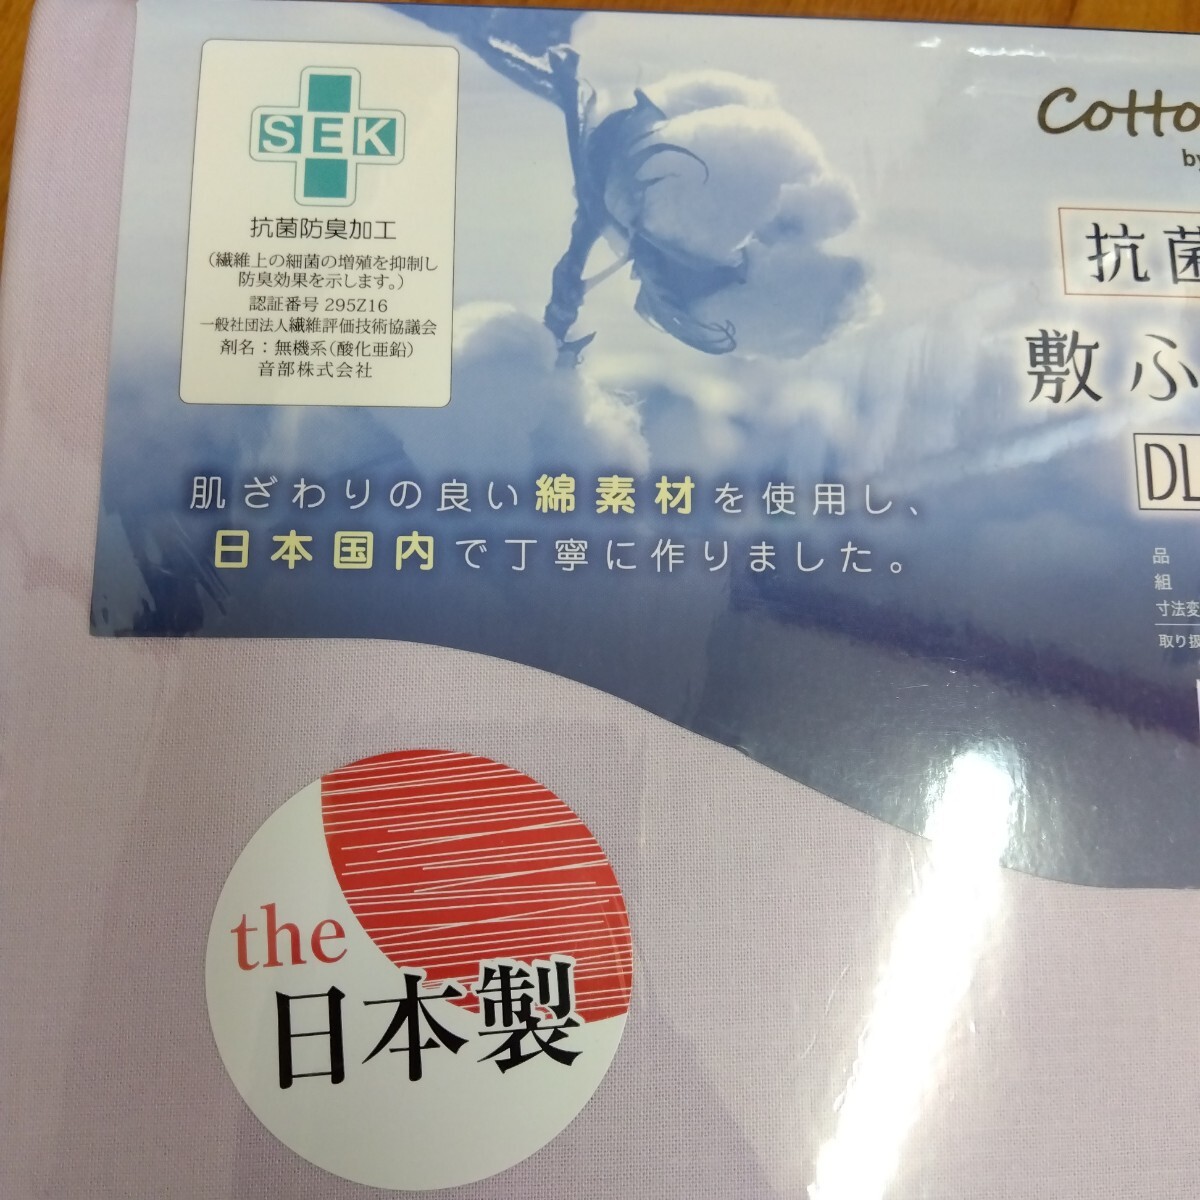 SEK
抗菌防臭加工
(繊維上の細菌の増殖を抑制し
防臭効果を示します。)
認証番号 295Z16
一般社団法人繊維評価技術協議会
剤名:無機系(酸化亜鉛)
音部株式会社
Cotto
by
抗菌
敷ふ
DL
品
組
寸法変
取り扱
肌ざわりの良い綿素材を使用し、
日本国内で丁寧に作りました。
the
日本製